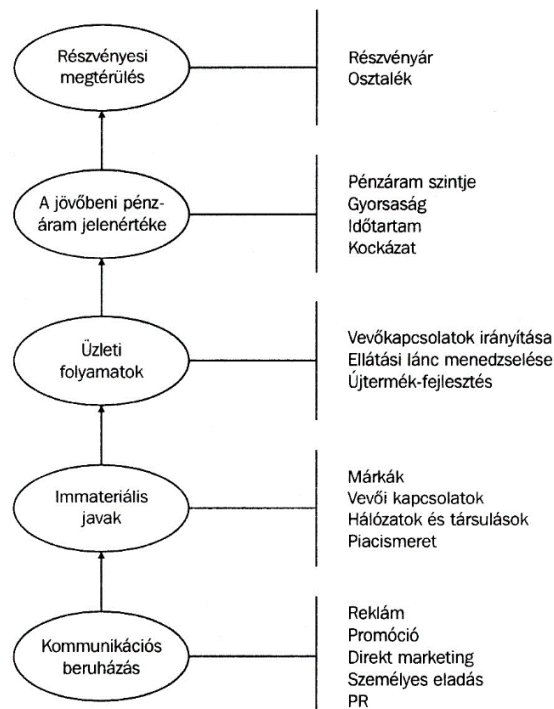 Részvényesi
megtérülés
Részvényár
Osztalék
A jövőbeni pénz-
áram jelenértéke
Pénzáram szintje
Gyorsaság
Időtartam
Kockázat
Üzleti
folyamatok
Vevőkapcsolatok irányítása
Ellátási lánc menedzselése
Újtermék-fejlesztés
Immateriális
javak
Márkák
Vevői kapcsolatok
Hálózatok és társulások
Piacismeret
Kommunikációs
beruházás
Reklám
Promóció
Direkt marketing
Személyes eladás
PR